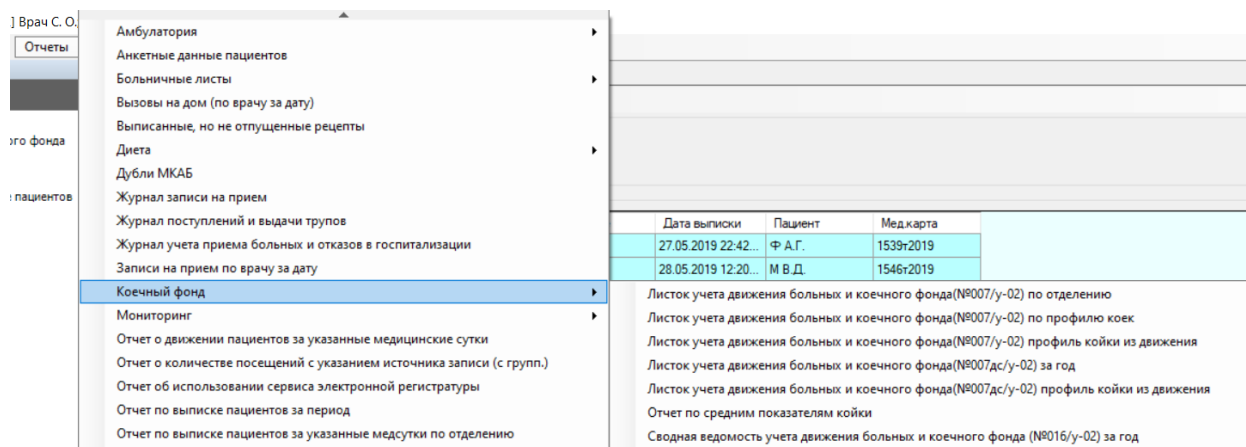 ] Врач С. О.
Отчеты
ого фонда
пациентов
Амбулатория
Анкетные данные пациентов
Больничные листы
Вызовы на дом (по врачу за дату)
Выписанные, но не отпущенные рецепты
Диета
Дубли МКАБ
Журнал записи на прием
Журнал поступлений и выдачи трупов
Журнал учета приема больных и отказов в госпитализации
Записи на прием по врачу за дату
Коечный фонд
Мониторинг
Отчет о движении пациентов за указанные медицинские сутки
Отчет о количестве посещений с указанием источника записи (с групп.)
Отчет об использовании сервиса электронной регистратуры
Отчет по выписке пациентов за период
Отчет по выписке пациентов за указанные медсутки по отделению
Дата выписки Пациент Мед.карта
27.05.2019 22:42... Ф А.Г. 1539т2019
28.05.2019 12:20... М В.Д. 1546т2019
Листок учета движения больных и коечного фонда(№007/у-02) по отделению
Листок учета движения больных и коечного фонда(№007/у-02) по профилю коек
Листок учета движения больных и коечного фонда(№007/у-02) профиль койки из движения
Листок учета движения больных и коечного фонда(№007дс/у-02) за год
Листок учета движения больных и коечного фонда(№007дс/у-02) профиль койки из движения
Отчет по средним показателям койки
Сводная ведомость учета движения больных и коечного фонда (№016/у-02) за год